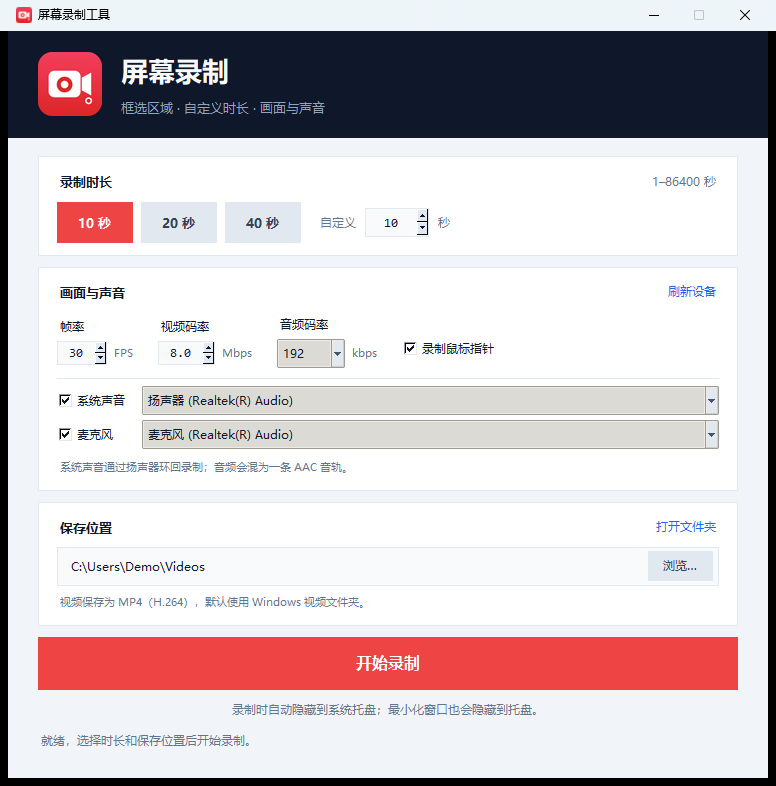 屏幕录制工具
屏幕录制
框选区域 · 自定义时长 · 画面与声音
录制时长 1–86400 秒
10 秒 20 秒 40 秒 自定义 10 秒
画面与声音 刷新设备
帧率 视频码率 音频码率
30 FPS 8.0 Mbps 192 kbps 录制鼠标指针
系统声音 扬声器 (Realtek(R) Audio)
麦克风 麦克风 (Realtek(R) Audio)
系统声音通过扬声器环回录制；音频会混为一条 AAC 音轨。
保存位置 打开文件夹
C:\Users\Demo\Videos 浏览...
视频保存为 MP4（H.264），默认使用 Windows 视频文件夹。
开始录制
录制时自动隐藏到系统托盘；最小化窗口也会隐藏到托盘。
就绪，选择时长和保存位置后开始录制。